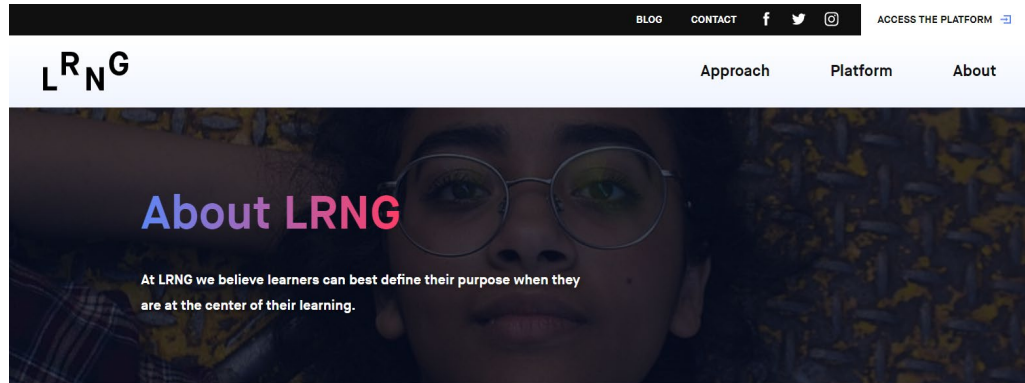 BLOG CONTACT ACCESS THE PLATFORM
LRNG
Approach Platform About
About LRNG
At LRNG we believe learners can best define their purpose when they
are at the center of their learning.